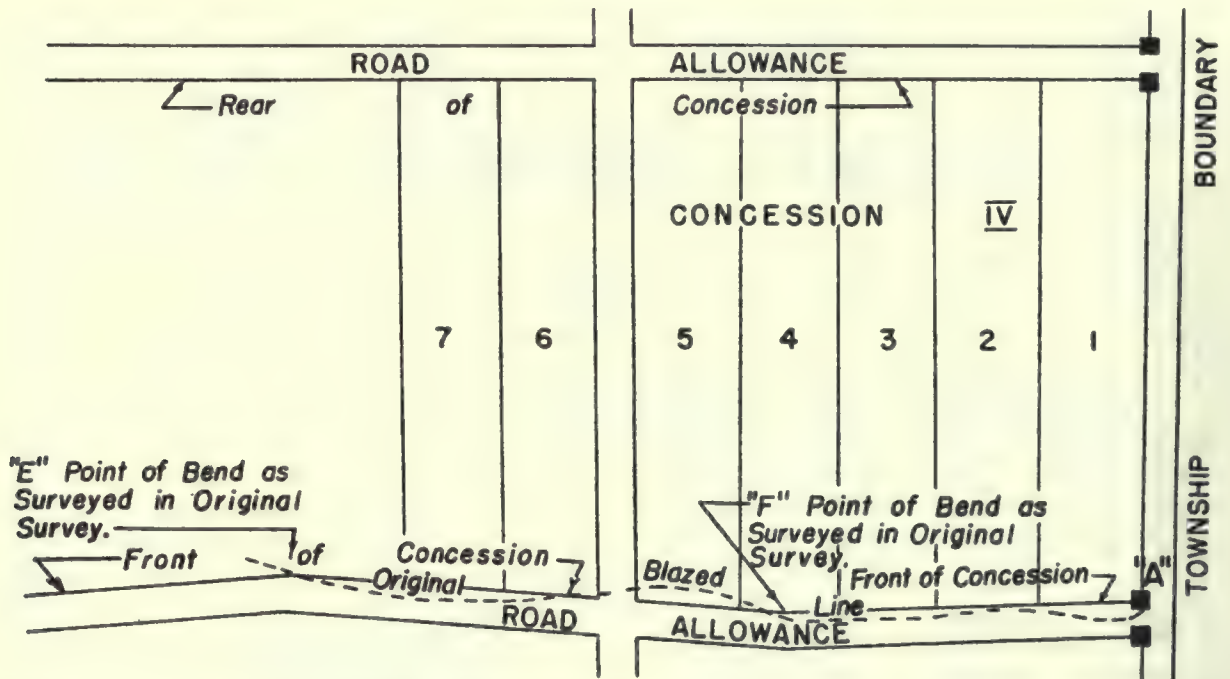 ROAD ALLOWANCE
BOUNDARY
Rear of Concession
CONCESSION IV
7 6 5 4 3 2 1
"E" Point of Bend as
Surveyed in Original
Survey.
"F" Point of Bend as
Surveyed in Original
Survey.
Front of Concession
Original Blazed Line
Front of Concession
"A"
TOWNSHIP
ROAD ALLOWANCE